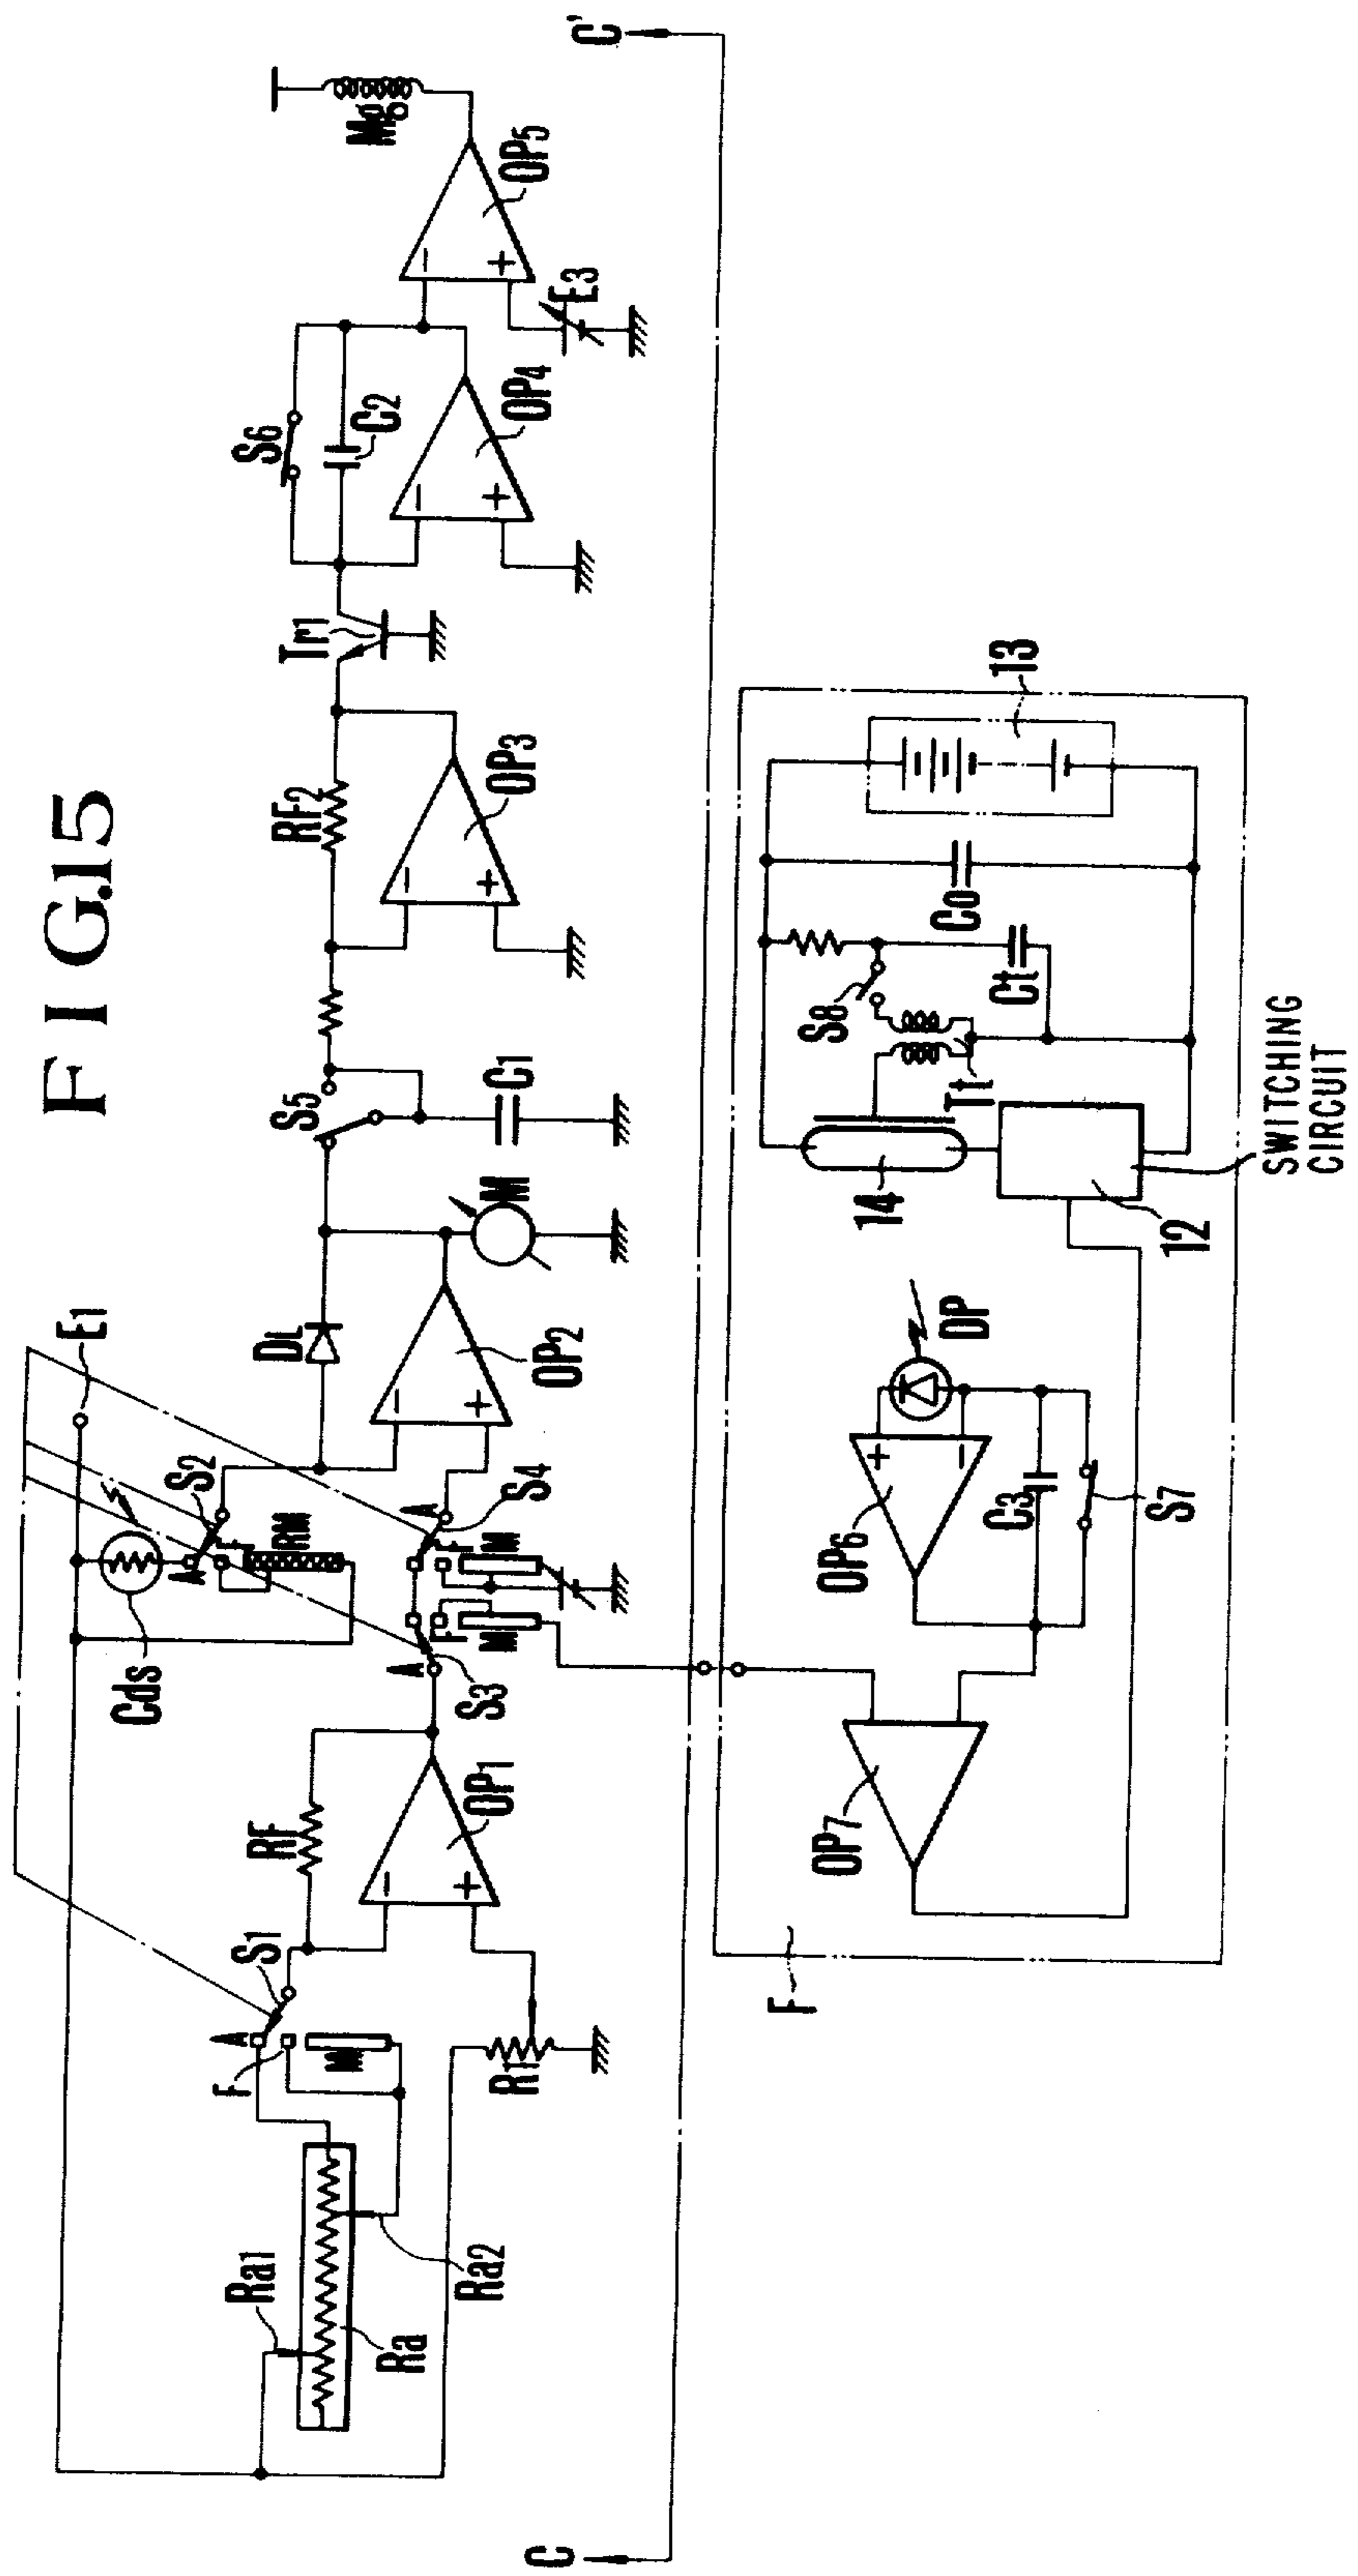 FIG.15
E1
Cds
S2
A
F
RM
DL
S1
A
F
M
RF
S3
A
F
M
S4
A
F
M
OP1
OP2
M
S5
C1
RF2
OP3
Tr1
S6
C2
OP4
OP5
E3
Mg
Ra1
Ra
Ra2
R1
C
C'
F
OP7
OP6
DP
C3
S7
14
12
SWITCHING
CIRCUIT
Tt
S8
Ct
Co
13